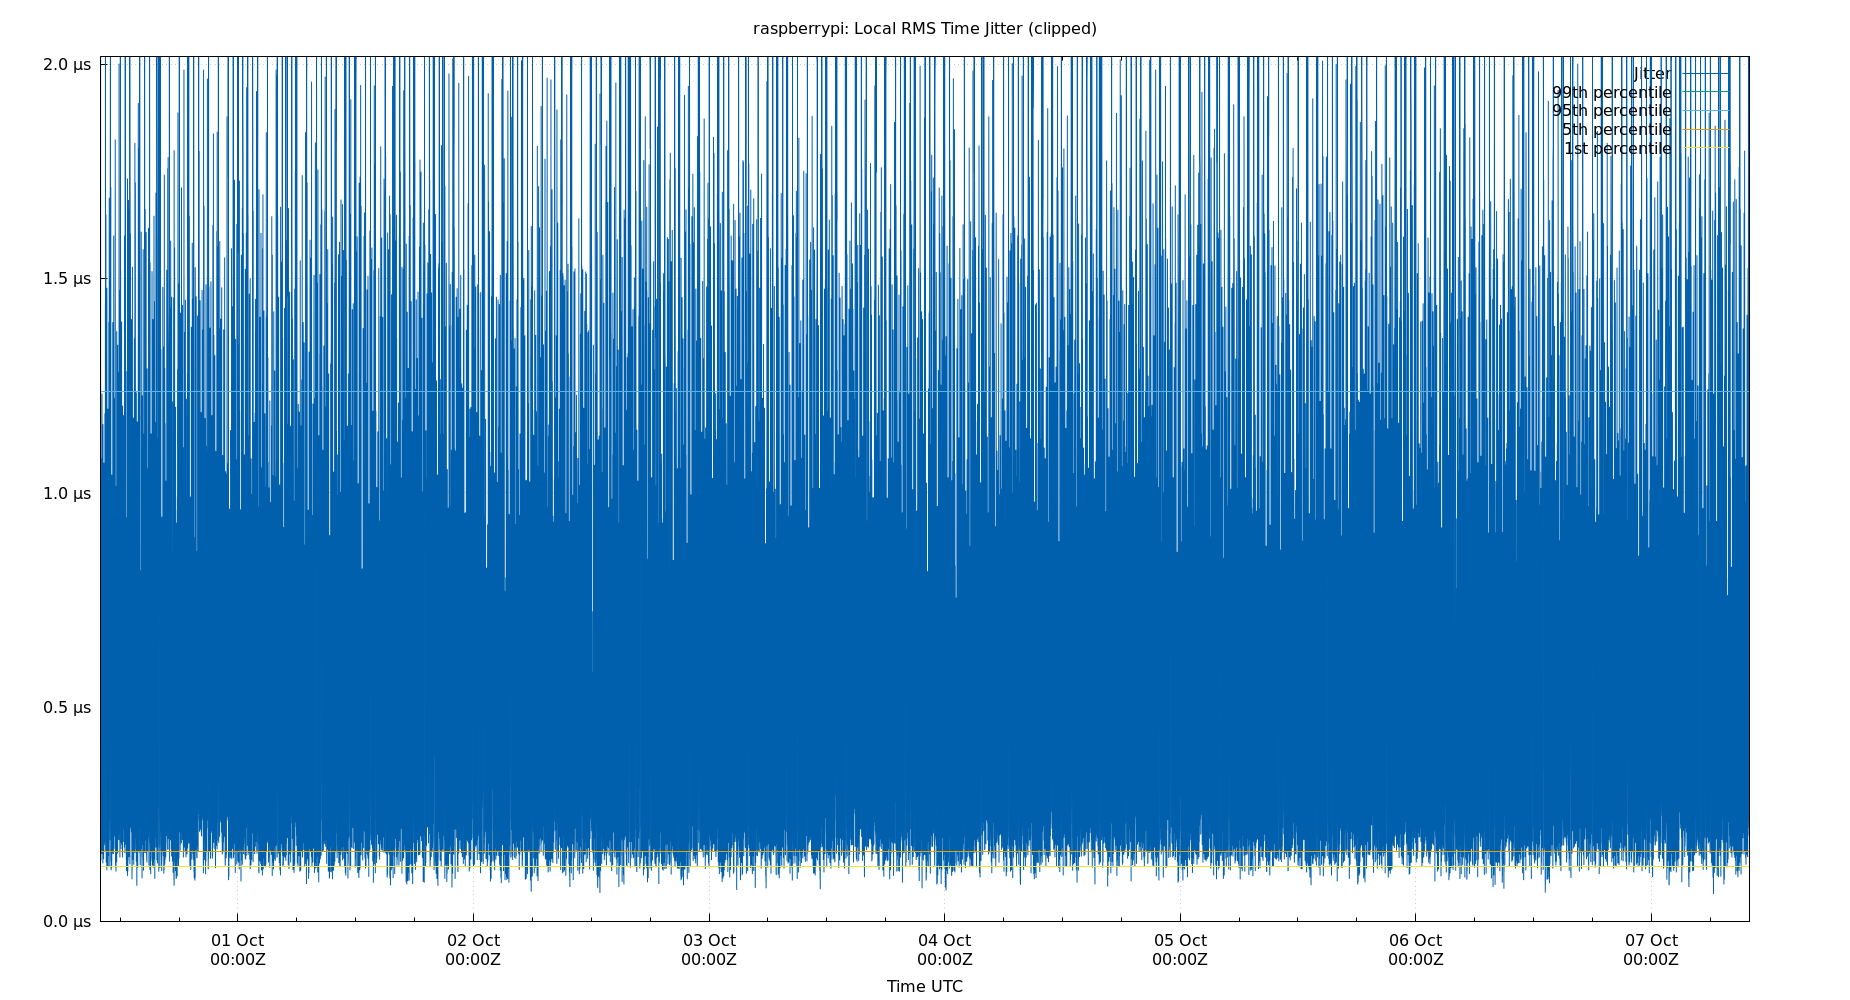 raspberrypi: Local RMS Time Jitter (clipped)
2.0 µs
1.5 µs
1.0 µs
0.5 µs
0.0 µs
Jitter
99th percentile
95th percentile
5th percentile
1st percentile
01 Oct 02 Oct 03 Oct 04 Oct 05 Oct 06 Oct 07 Oct
00:00Z 00:00Z 00:00Z 00:00Z 00:00Z 00:00Z 00:00Z
Time UTC